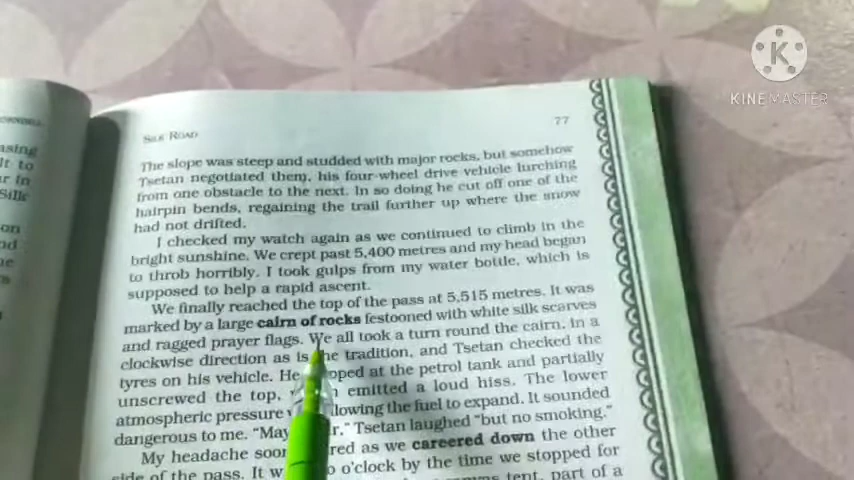 KINEMASTER
SILK ROAD
77
The slope was steep and studded with major rocks, but somehow
Tsetan negotiated them, his four-wheel drive vehicle lurching
from one obstacle to the next. In so doing he cut off one of the
hairpin bends, regaining the trail further up where the snow
had not drifted.
I checked my watch again as we continued to climb in the
bright sunshine. We crept past 5,400 metres and my head began
to throb horribly. I took gulps from my water bottle, which is
supposed to help a rapid ascent.
We finally reached the top of the pass at 5,515 metres. It was
marked by a large cairn of rocks festooned with white silk scarves
and ragged prayer flags. We all took a turn round the cairn, in a
clockwise direction as is the tradition, and Tsetan checked the
tyres on his vehicle. He at the petrol tank and partially
unscrewed the top, emitted a loud hiss. The lower
atmospheric pressure the fuel to expand. It sounded
dangerous to me. Tsetan laughed “but no smoking.”
My headache as we careered down the other
side of the pass. It o'clock by the time we stopped for
tent, part of a